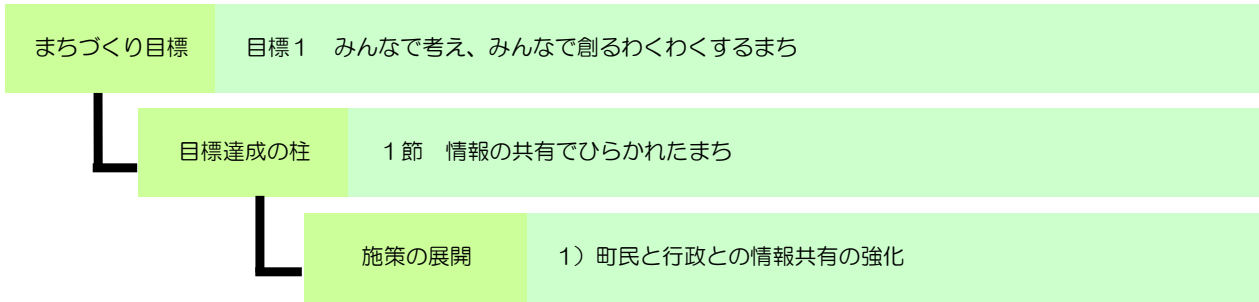 まちづくり目標　目標１　みんなで考え、みんなで創るわくわくするまち
目標達成の柱　１節　情報の共有でひらかれたまち
施策の展開　1）町民と行政との情報共有の強化